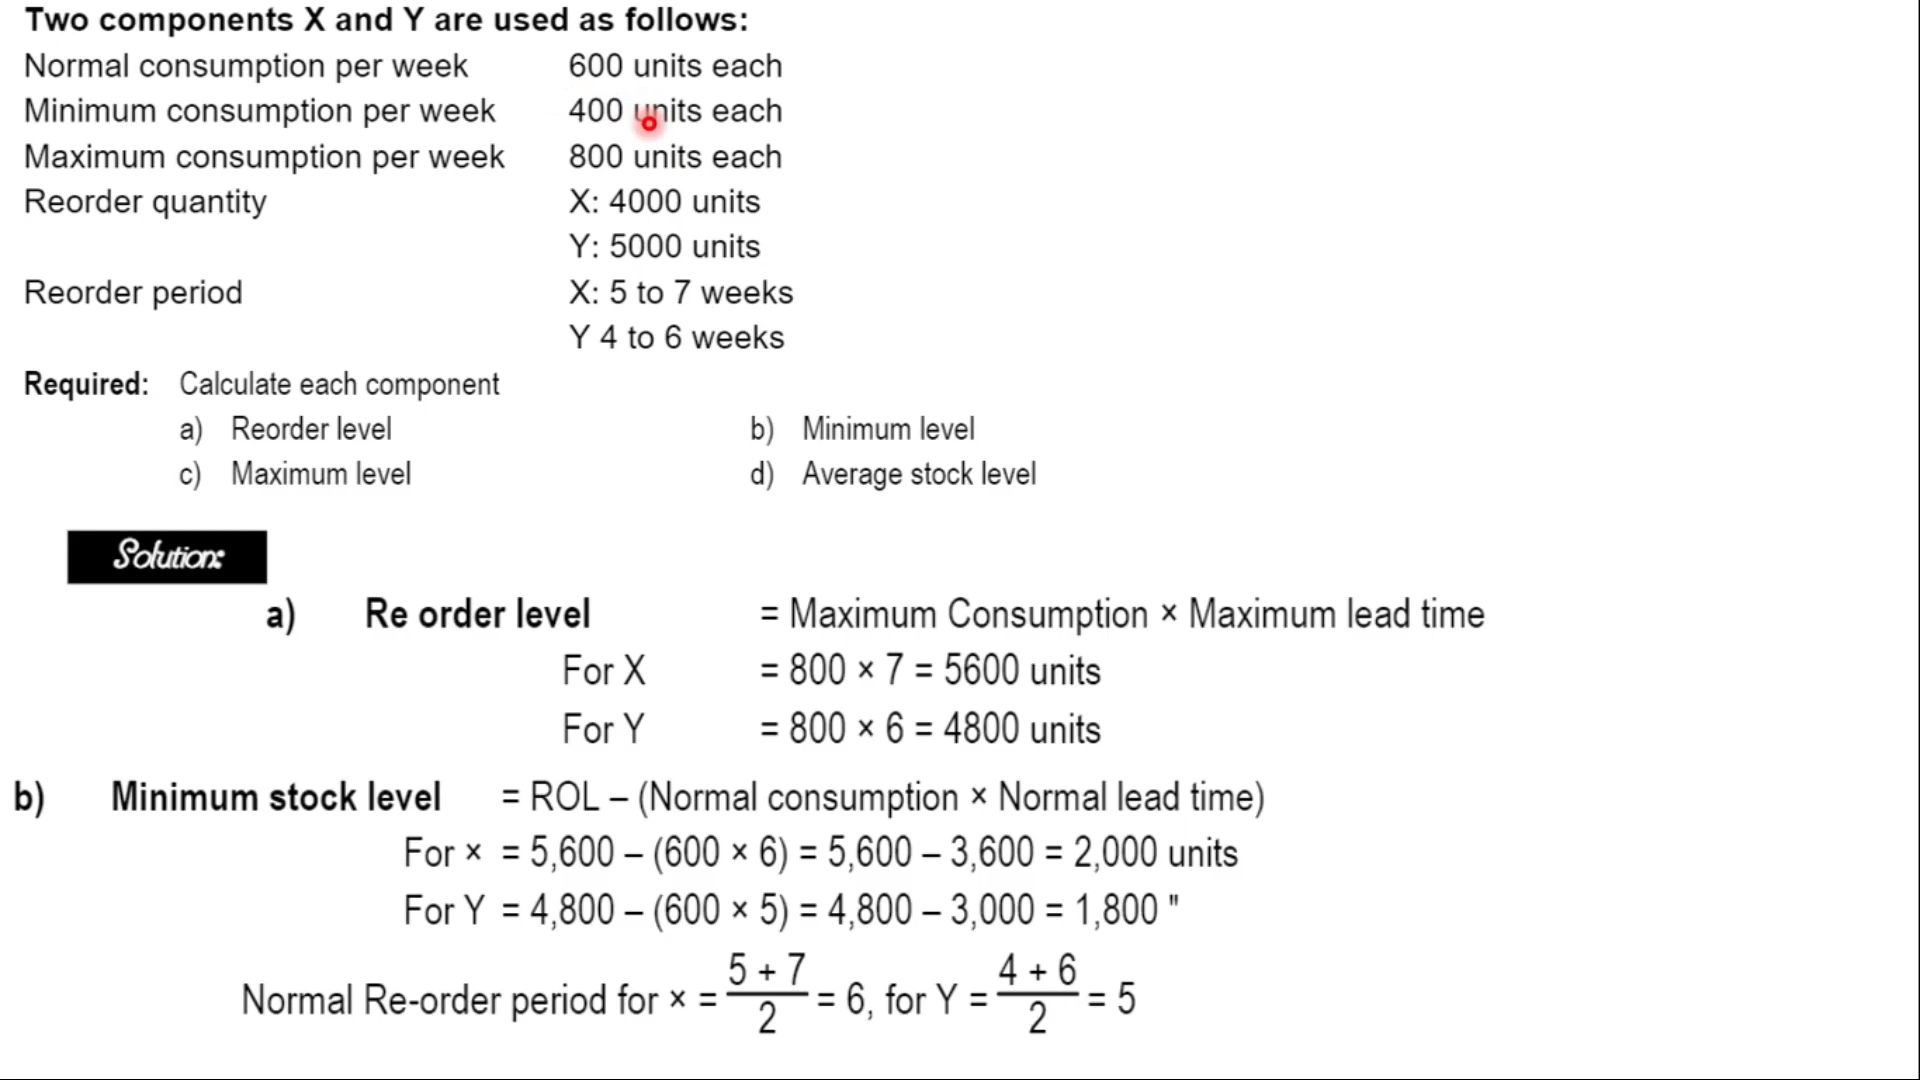 Two components X and Y are used as follows:
Normal consumption per week 600 units each
Minimum consumption per week 400 units each
Maximum consumption per week 800 units each
Reorder quantity X: 4000 units
Y: 5000 units
Reorder period X: 5 to 7 weeks
Y 4 to 6 weeks
Required: Calculate each component
a) Reorder level b) Minimum level
c) Maximum level d) Average stock level
Solution:
a) Re order level = Maximum Consumption × Maximum lead time
For X = 800 × 7 = 5600 units
For Y = 800 × 6 = 4800 units
b) Minimum stock level = ROL – (Normal consumption × Normal lead time)
For × = 5,600 – (600 × 6) = 5,600 – 3,600 = 2,000 units
For Y = 4,800 – (600 × 5) = 4,800 – 3,000 = 1,800 "
Normal Re-order period for × = (5 + 7)/2 = 6, for Y = (4 + 6)/2 = 5